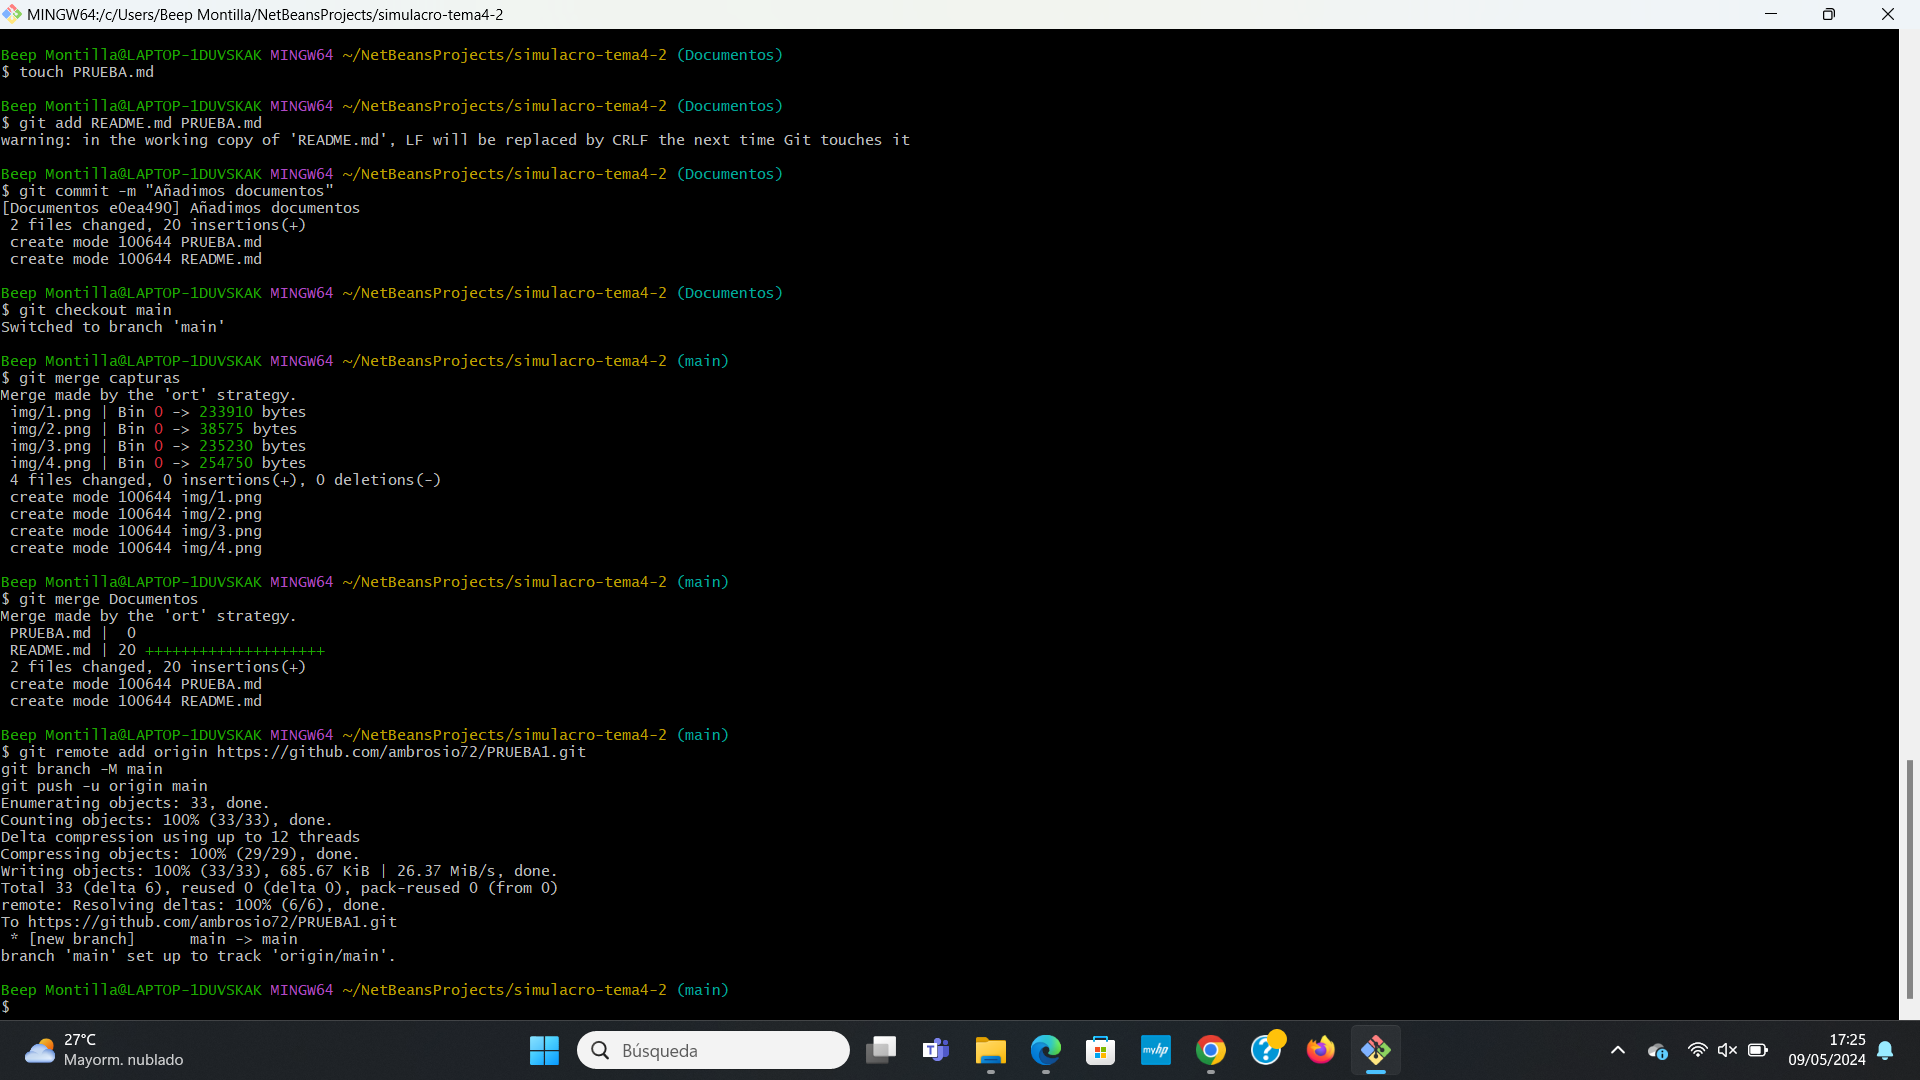 MINGW64:/c/Users/Beep Montilla/NetBeansProjects/simulacro-tema4-2
Beep Montilla@LAPTOP-1DUVSKAK MINGW64 ~/NetBeansProjects/simulacro-tema4-2 (Documentos)
$ touch PRUEBA.md
Beep Montilla@LAPTOP-1DUVSKAK MINGW64 ~/NetBeansProjects/simulacro-tema4-2 (Documentos)
$ git add README.md PRUEBA.md
warning: in the working copy of 'README.md', LF will be replaced by CRLF the next time Git touches it
Beep Montilla@LAPTOP-1DUVSKAK MINGW64 ~/NetBeansProjects/simulacro-tema4-2 (Documentos)
$ git commit -m "Añadimos documentos"
[Documentos e0ea490] Añadimos documentos
 2 files changed, 20 insertions(+)
 create mode 100644 PRUEBA.md
 create mode 100644 README.md
Beep Montilla@LAPTOP-1DUVSKAK MINGW64 ~/NetBeansProjects/simulacro-tema4-2 (Documentos)
$ git checkout main
Switched to branch 'main'
Beep Montilla@LAPTOP-1DUVSKAK MINGW64 ~/NetBeansProjects/simulacro-tema4-2 (main)
$ git merge capturas
Merge made by the 'ort' strategy.
 img/1.png | Bin 0 -> 233910 bytes
 img/2.png | Bin 0 -> 38575 bytes
 img/3.png | Bin 0 -> 235230 bytes
 img/4.png | Bin 0 -> 254750 bytes
 4 files changed, 0 insertions(+), 0 deletions(-)
 create mode 100644 img/1.png
 create mode 100644 img/2.png
 create mode 100644 img/3.png
 create mode 100644 img/4.png
Beep Montilla@LAPTOP-1DUVSKAK MINGW64 ~/NetBeansProjects/simulacro-tema4-2 (main)
$ git merge Documentos
Merge made by the 'ort' strategy.
 PRUEBA.md |  0
 README.md | 20 ++++++++++++++++++++
 2 files changed, 20 insertions(+)
 create mode 100644 PRUEBA.md
 create mode 100644 README.md
Beep Montilla@LAPTOP-1DUVSKAK MINGW64 ~/NetBeansProjects/simulacro-tema4-2 (main)
$ git remote add origin https://github.com/ambrosio72/PRUEBA1.git
git branch -M main
git push -u origin main
Enumerating objects: 33, done.
Counting objects: 100% (33/33), done.
Delta compression using up to 12 threads
Compressing objects: 100% (29/29), done.
Writing objects: 100% (33/33), 685.67 KiB | 26.37 MiB/s, done.
Total 33 (delta 6), reused 0 (delta 0), pack-reused 0 (from 0)
remote: Resolving deltas: 100% (6/6), done.
To https://github.com/ambrosio72/PRUEBA1.git
 * [new branch]      main -> main
branch 'main' set up to track 'origin/main'.
Beep Montilla@LAPTOP-1DUVSKAK MINGW64 ~/NetBeansProjects/simulacro-tema4-2 (main)
$
27°C
Mayorm. nublado
Búsqueda
myhp
17:25
09/05/2024